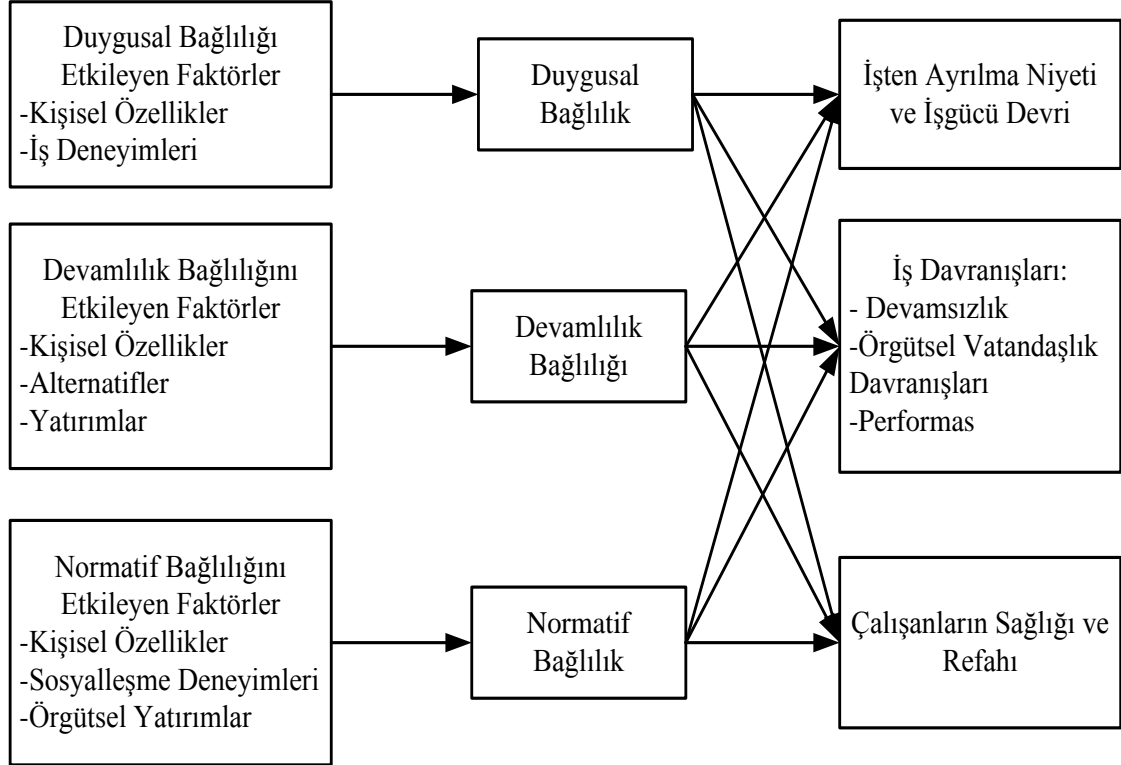 Duygusal Bağlılığı
Etkileyen Faktörler
-Kişisel Özellikler
-İş Deneyimleri
Duygusal
Bağlılık
İşten Ayrılma Niyeti
ve İşgücü Devri
Devamlılık Bağlılığını
Etkileyen Faktörler
-Kişisel Özellikler
-Alternatifler
-Yatırımlar
Devamlılık
Bağlılığı
İş Davranışları:
- Devamsızlık
-Örgütsel Vatandaşlık
Davranışları
-Performas
Normatif Bağlılığını
Etkileyen Faktörler
-Kişisel Özellikler
-Sosyalleşme Deneyimleri
-Örgütsel Yatırımlar
Normatif
Bağlılık
Çalışanların Sağlığı ve
Refahı